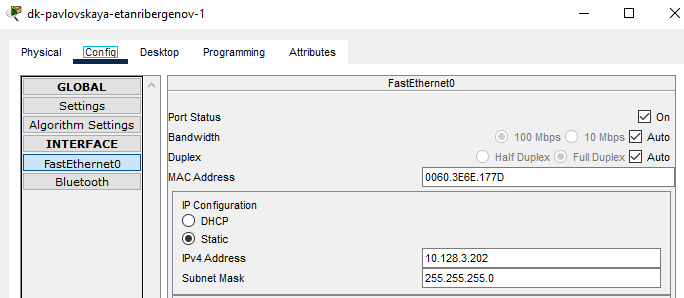 dk-pavlovskaya-etanribergenov-1
Physical Config Desktop Programming Attributes
GLOBAL
Settings
Algorithm Settings
INTERFACE
FastEthernet0
Bluetooth
FastEthernet0
Port Status On
Bandwidth 100 Mbps 10 Mbps Auto
Duplex Half Duplex Full Duplex Auto
MAC Address 0060.3E6E.177D
IP Configuration
DHCP
Static
IPv4 Address 10.128.3.202
Subnet Mask 255.255.255.0